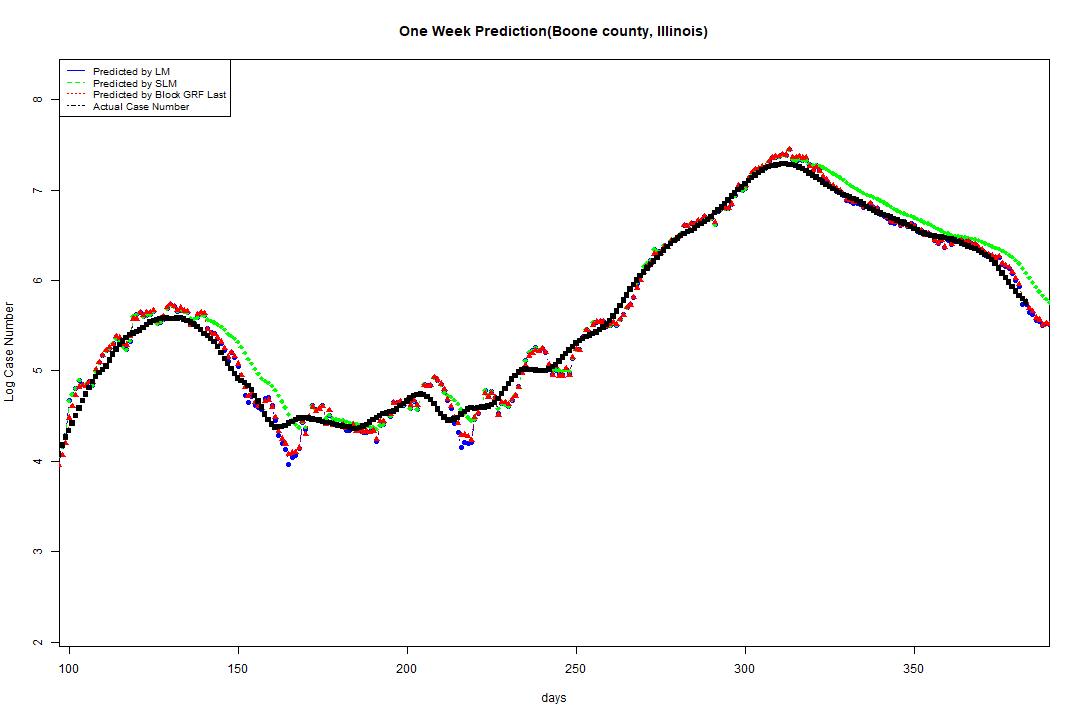 One Week Prediction(Boone county, Illinois)
Predicted by LM
Predicted by SLM
Predicted by Block GRF Last
Actual Case Number
8
7
6
5
4
3
2
Log Case Number
100 150 200 250 300 350
days